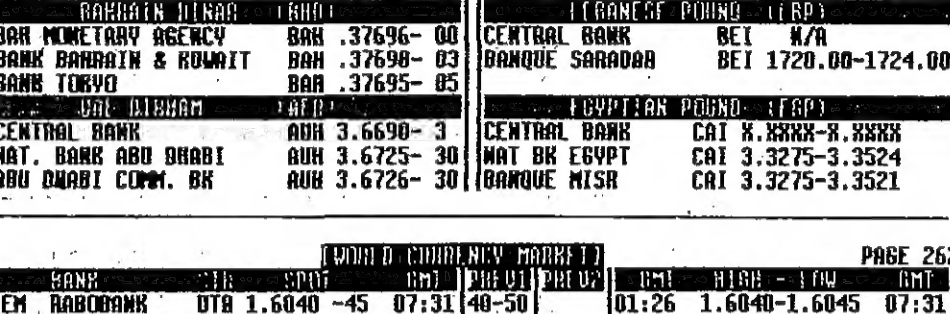 BAHRAIN DINAR (BHD)
BAH MONETARY AGENCY BAH .37696- 00
BANK BAHRAIN & KUWAIT BAH .37698- 03
BANK TOKYO BAH .37695- 05
UAE DIRHAM (AED)
CENTRAL BANK AUH 3.6690- 3
NAT. BANK ABU DHABI AUH 3.6725- 30
ABU DHABI COMM. BK AUH 3.6726- 30
LEBANESE POUND (LBP)
CENTRAL BANK BEI N/A
BANQUE SARADAR BEI 1720.00-1724.00
EGYPTIAN POUND (EGP)
CENTRAL BANK CAI X.XXXX-X.XXXX
NAT BK EGYPT CAI 3.3275-3.3524
BANQUE MISR CAI 3.3275-3.3521
[WORLD CURRENCY MARKET] PAGE 262
BANK CTR SPOT GMT PREV1 PREV2 GMT HIGH - LOW GMT
DEM RABOBANK UTR 1.6040 -45 07:31 40-50 01:26 1.6040-1.6045 07:31